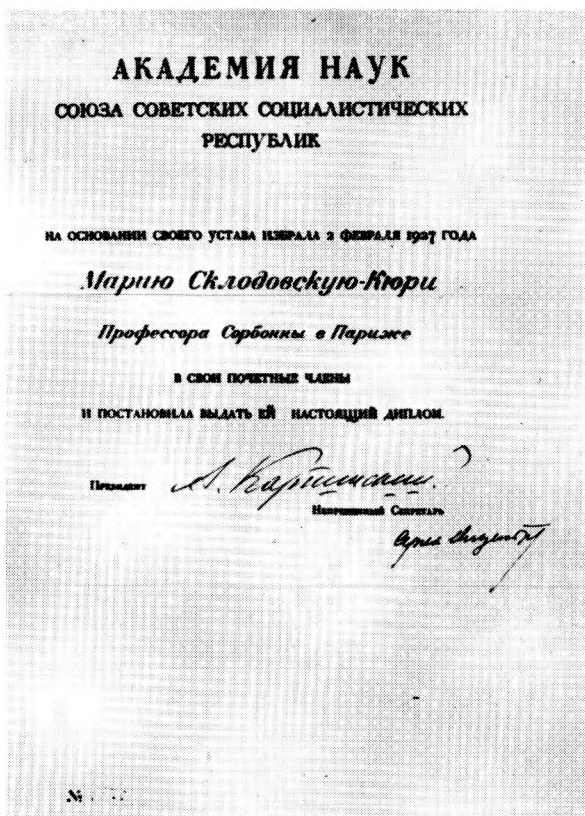 АКАДЕМИЯ НАУК
СОЮЗА СОВЕТСКИХ СОЦИАЛИСТИЧЕСКИХ
РЕСПУБЛИК
НА ОСНОВАНИИ СВОЕГО УСТАВА ИЗБРАЛА 2 ФЕВРАЛЯ 1927 ГОДА
Марию Склодовскую-Кюри
Профессора Сорбонны в Париже
В СВОИ ПОЧЕТНЫЕ ЧЛЕНЫ
И ПОСТАНОВИЛА ВЫДАТЬ ЕЙ НАСТОЯЩИЙ ДИПЛОМ.
Президент А. Карпинский.
Непременный Секретарь
№